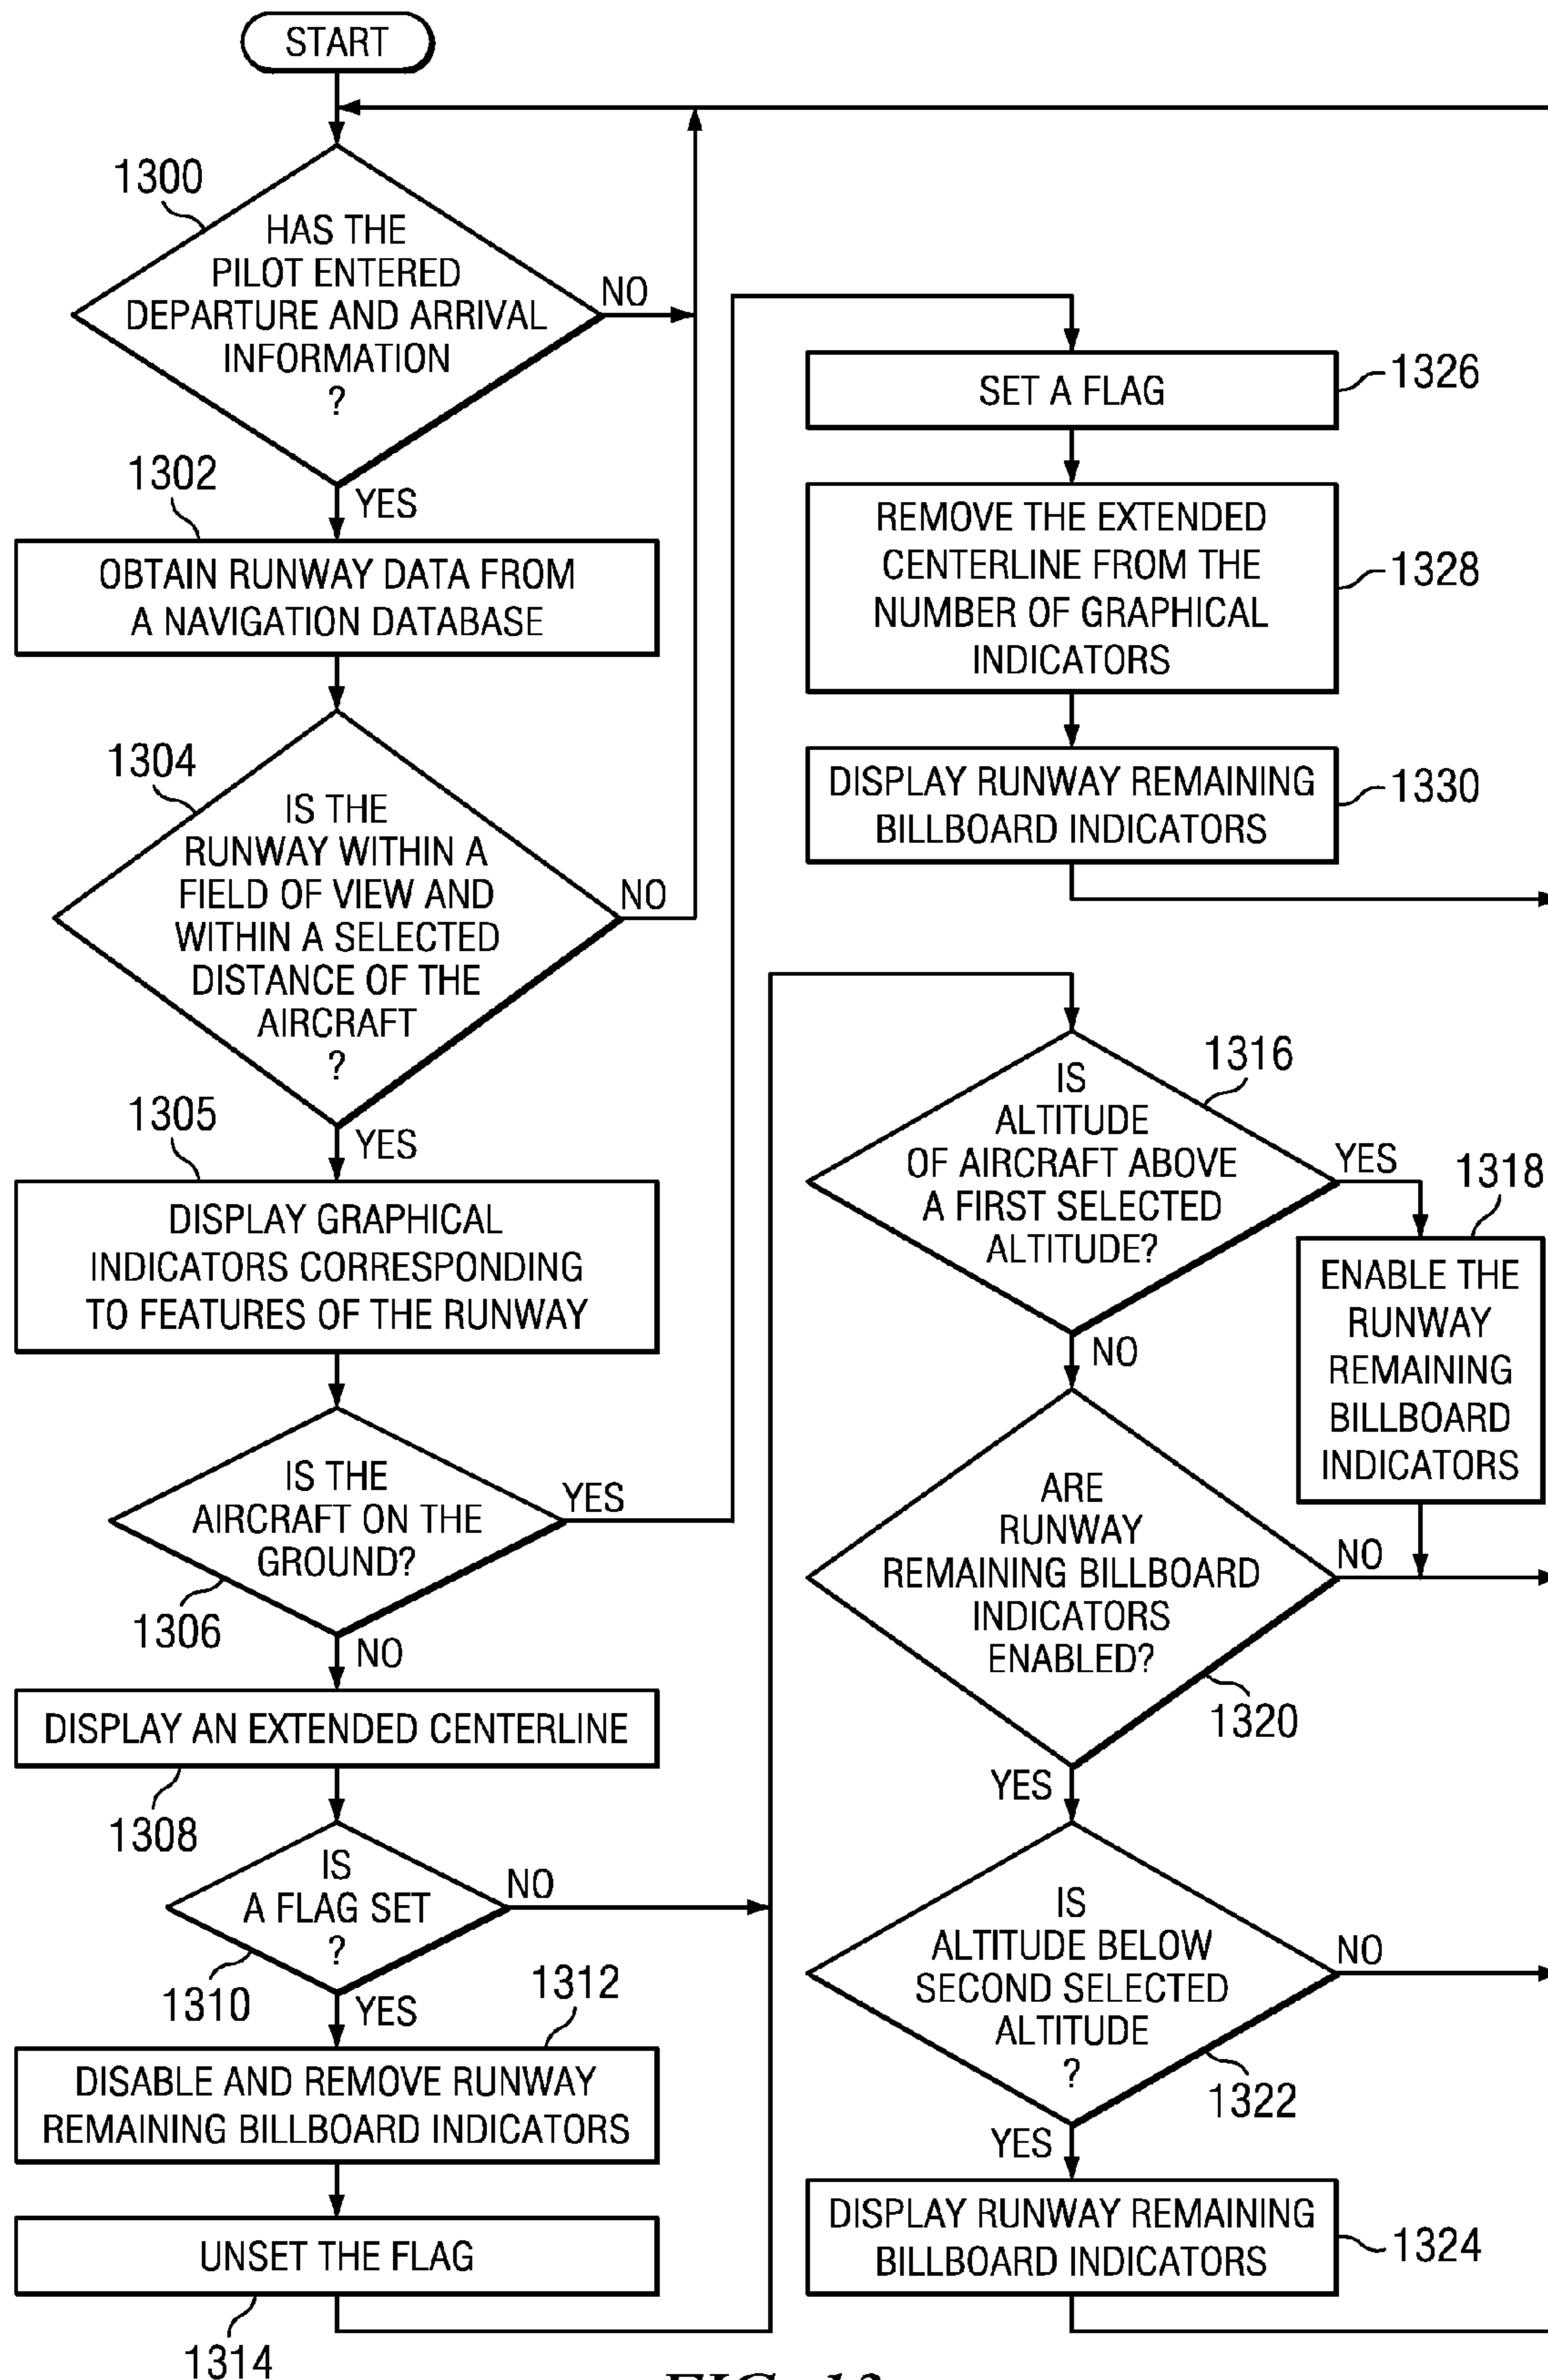 START
1300
HAS THE
PILOT ENTERED
DEPARTURE AND ARRIVAL
INFORMATION
?
NO
YES
1302
OBTAIN RUNWAY DATA FROM
A NAVIGATION DATABASE
1304
IS THE
RUNWAY WITHIN A
FIELD OF VIEW AND
WITHIN A SELECTED
DISTANCE OF THE
AIRCRAFT
?
NO
YES
1305
DISPLAY GRAPHICAL
INDICATORS CORRESPONDING
TO FEATURES OF THE RUNWAY
IS THE
AIRCRAFT ON THE
GROUND?
YES
1306
NO
DISPLAY AN EXTENDED CENTERLINE
1308
IS
A FLAG SET
?
NO
1310
YES
1312
DISABLE AND REMOVE RUNWAY
REMAINING BILLBOARD INDICATORS
UNSET THE FLAG
1314
SET A FLAG
1326
REMOVE THE EXTENDED
CENTERLINE FROM THE
NUMBER OF GRAPHICAL
INDICATORS
1328
DISPLAY RUNWAY REMAINING
BILLBOARD INDICATORS
1330
IS
ALTITUDE
OF AIRCRAFT ABOVE
A FIRST SELECTED
ALTITUDE?
1316
YES
1318
ENABLE THE
RUNWAY
REMAINING
BILLBOARD
INDICATORS
NO
ARE
RUNWAY
REMAINING BILLBOARD
INDICATORS
ENABLED?
NO
1320
YES
IS
ALTITUDE BELOW
SECOND SELECTED
ALTITUDE
?
NO
1322
YES
DISPLAY RUNWAY REMAINING
BILLBOARD INDICATORS
1324